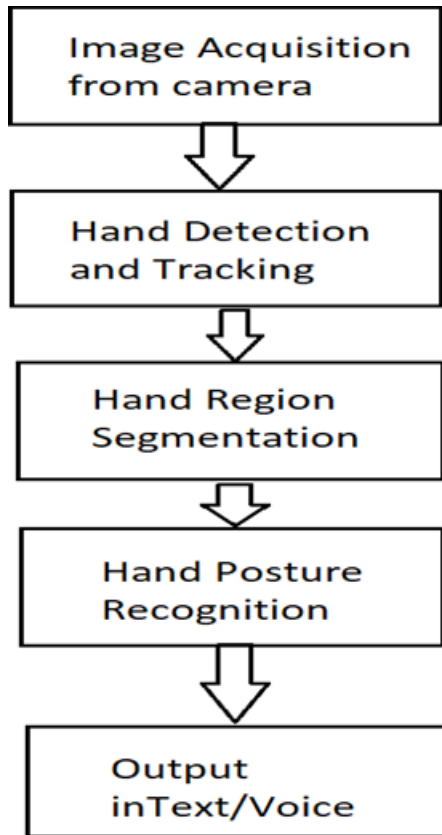 Image Acquisition
from camera
Hand Detection
and Tracking
Hand Region
Segmentation
Hand Posture
Recognition
Output
inText/Voice